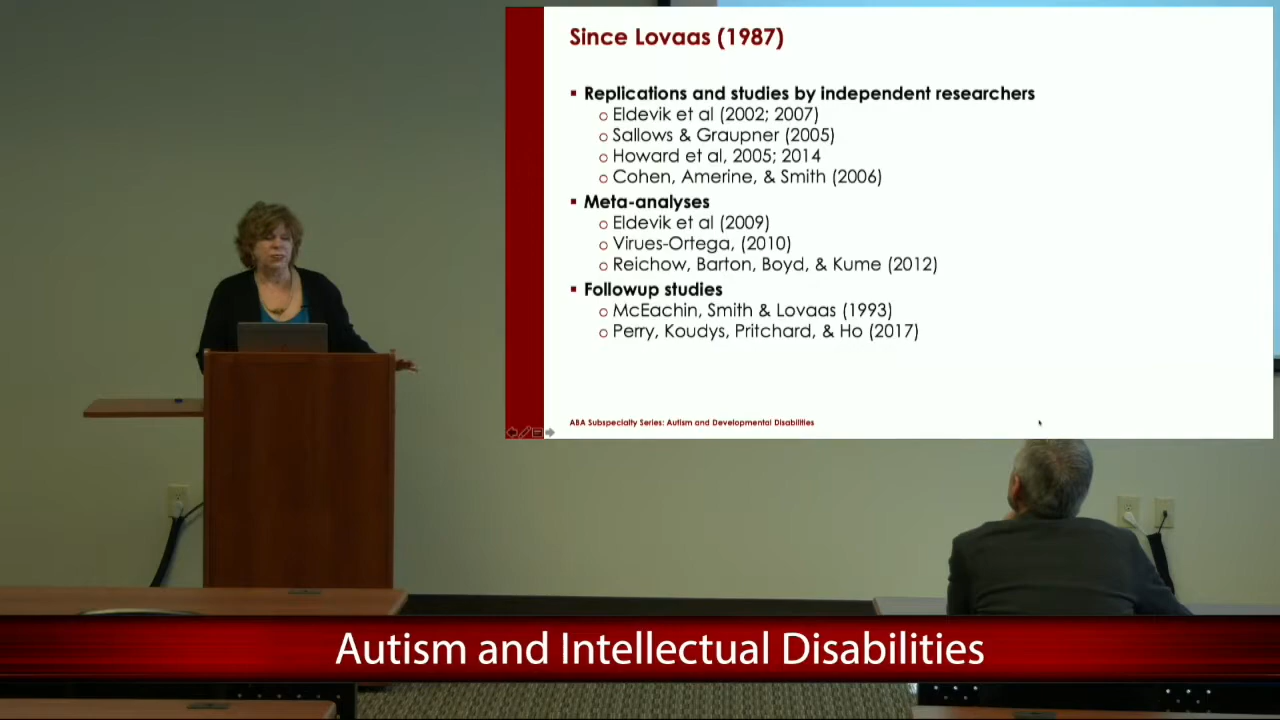 Since Lovaas (1987)
▪ Replications and studies by independent researchers
o Eldevik et al (2002; 2007)
o Sallows & Graupner (2005)
o Howard et al, 2005; 2014
o Cohen, Amerine, & Smith (2006)
▪ Meta-analyses
o Eldevik et al (2009)
o Virues-Ortega, (2010)
o Reichow, Barton, Boyd, & Kume (2012)
▪ Followup studies
o McEachin, Smith & Lovaas (1993)
o Perry, Koudys, Pritchard, & Ho (2017)
ABA Subspecialty Series: Autism and Developmental Disabilities
Autism and Intellectual Disabilities